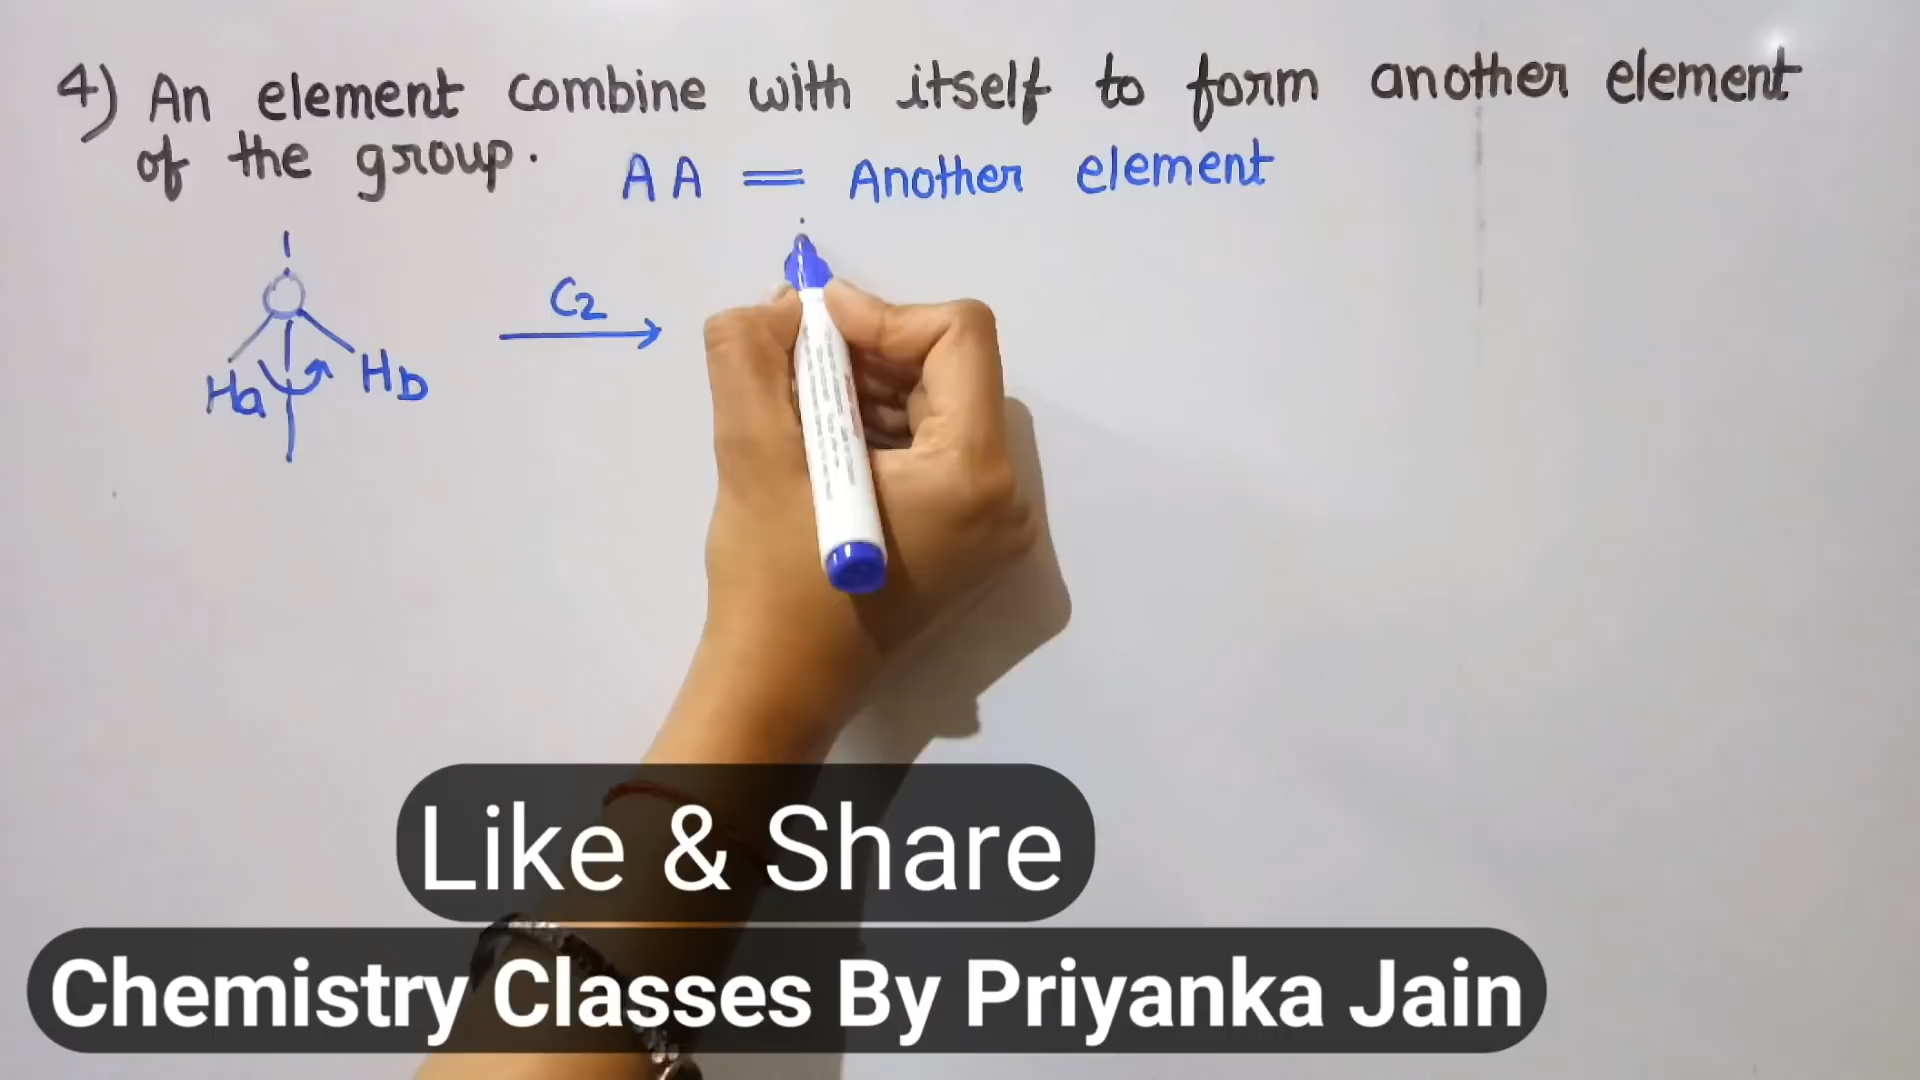 4) An element combine with itself to form another element
of the group. A A = Another element
C2
Ha Hb
Like & Share
Chemistry Classes By Priyanka Jain